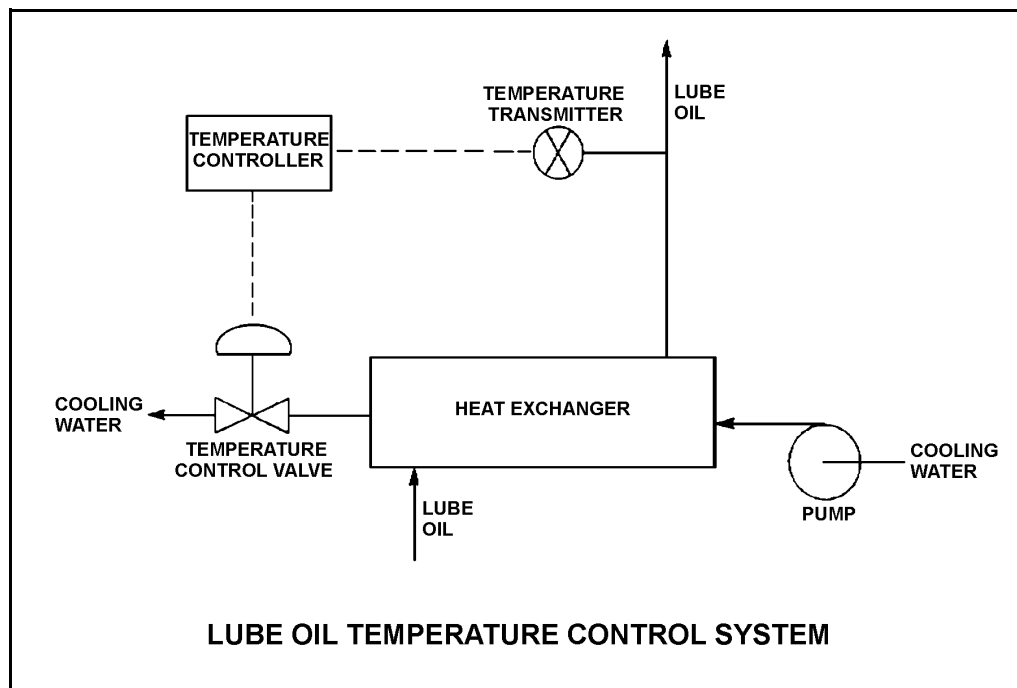 TEMPERATURE
TRANSMITTER
LUBE
OIL
TEMPERATURE
CONTROLLER
COOLING
WATER
TEMPERATURE
CONTROL VALVE
HEAT EXCHANGER
LUBE
OIL
COOLING
WATER
PUMP
LUBE OIL TEMPERATURE CONTROL SYSTEM